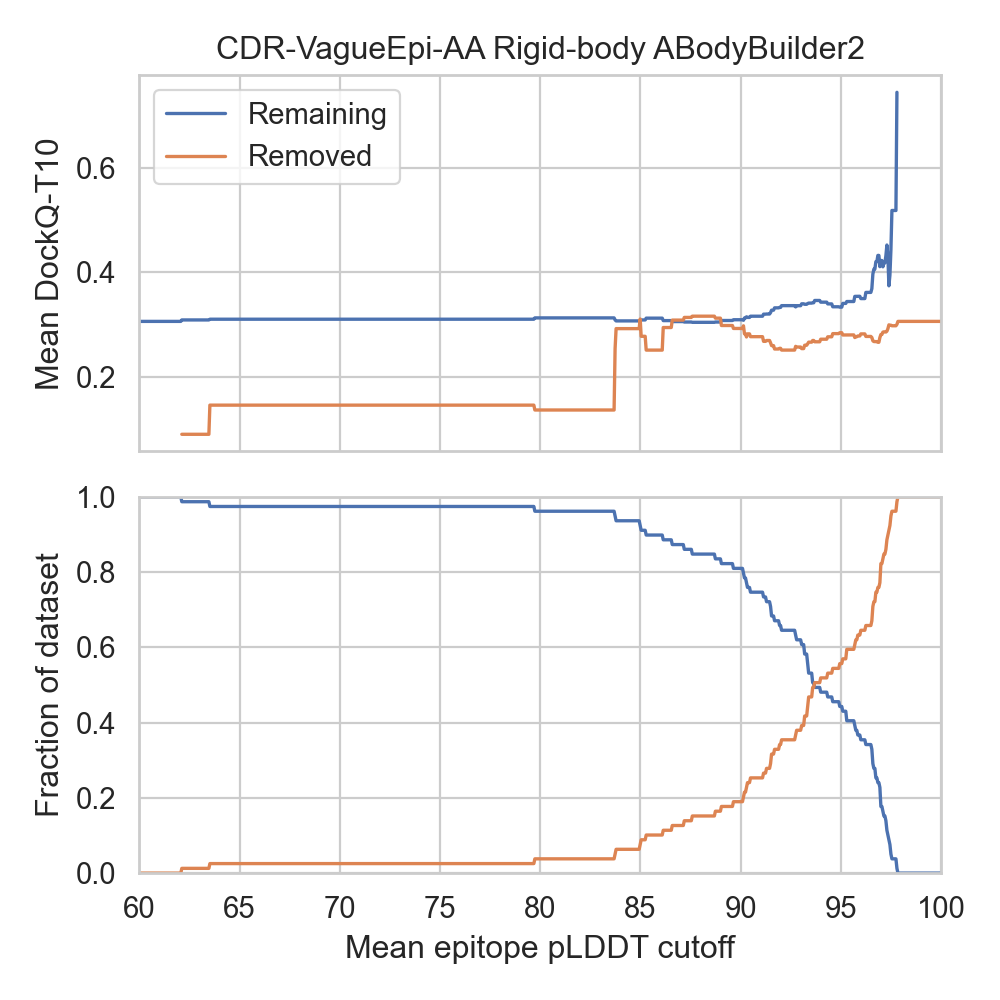 CDR-VagueEpi-AA Rigid-body ABodyBuilder2
Remaining
Removed
Mean DockQ-T10
0.6
0.4
0.2
Fraction of dataset
1.0
0.8
0.6
0.4
0.2
0.0
60 65 70 75 80 85 90 95 100
Mean epitope pLDDT cutoff